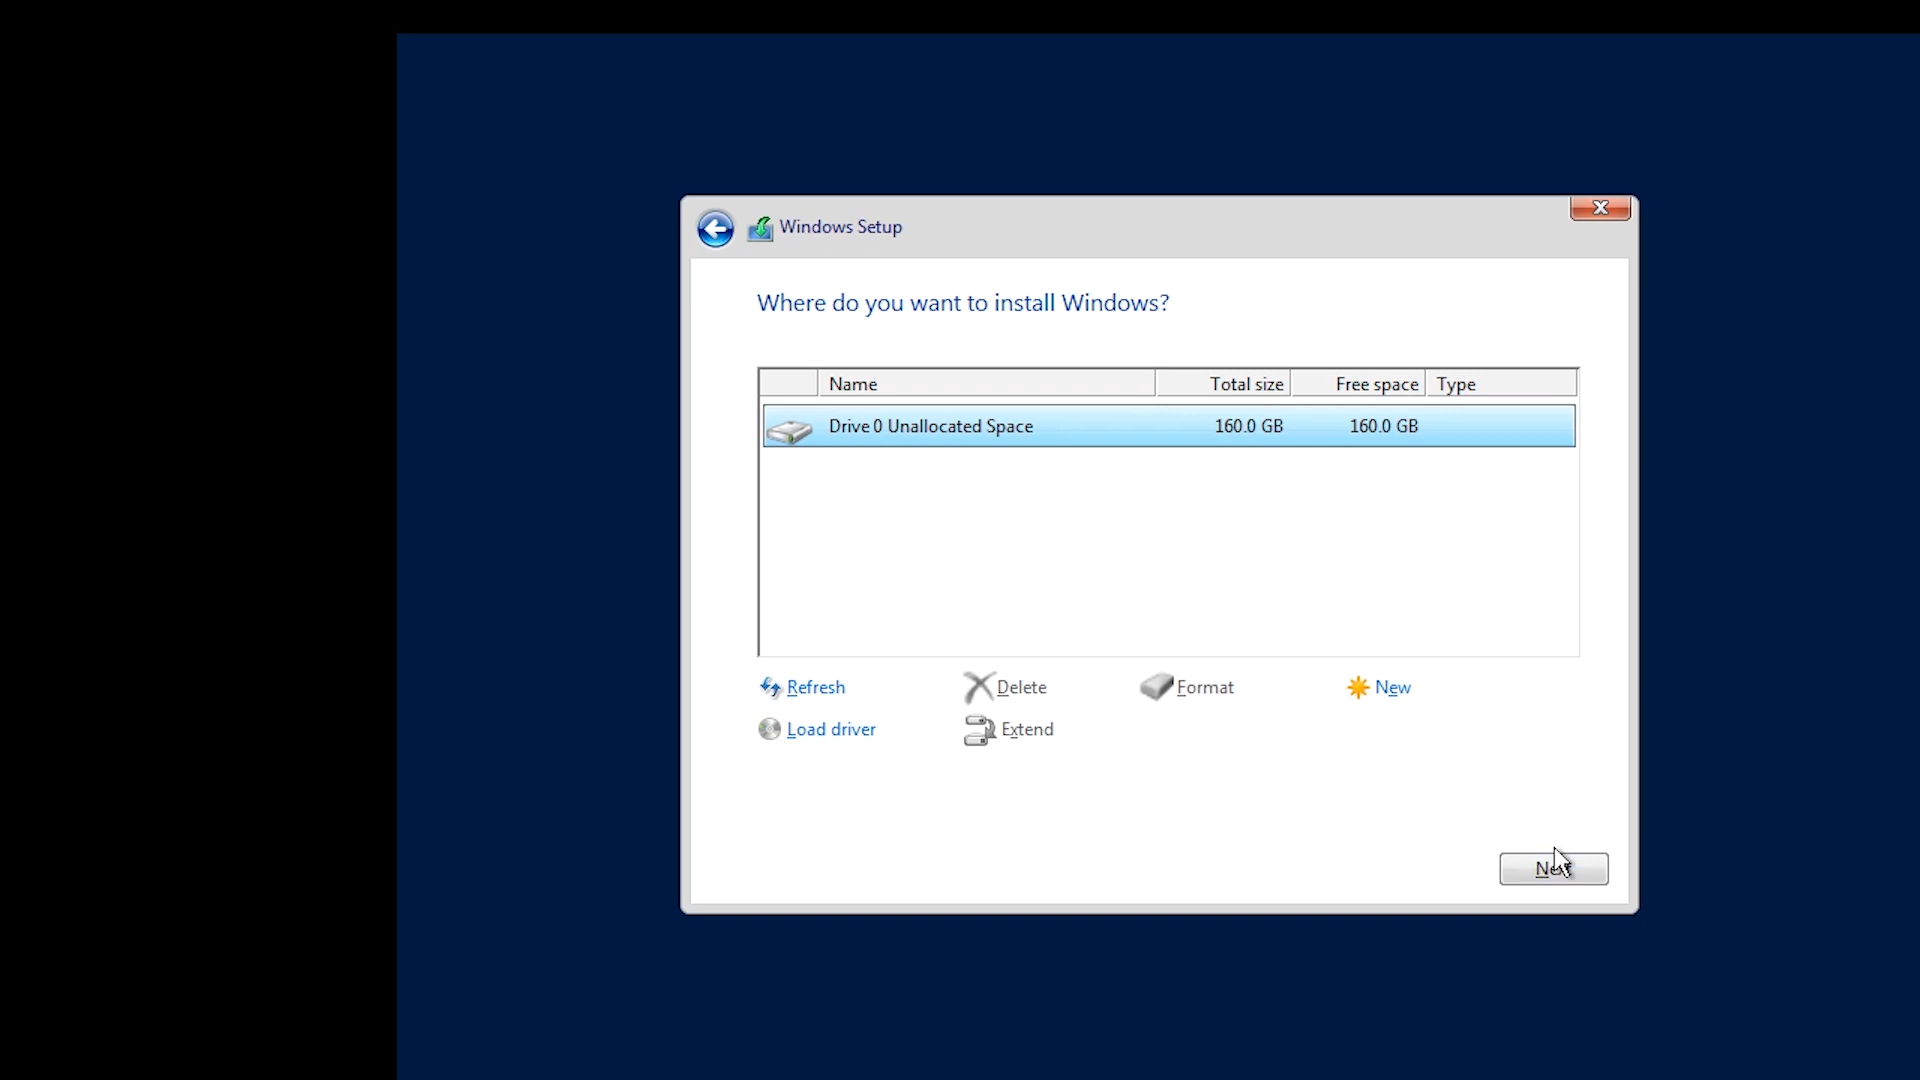 Windows Setup
Where do you want to install Windows?
Name Total size Free space Type
Drive 0 Unallocated Space 160.0 GB 160.0 GB
Refresh Delete Format New
Load driver Extend
Next